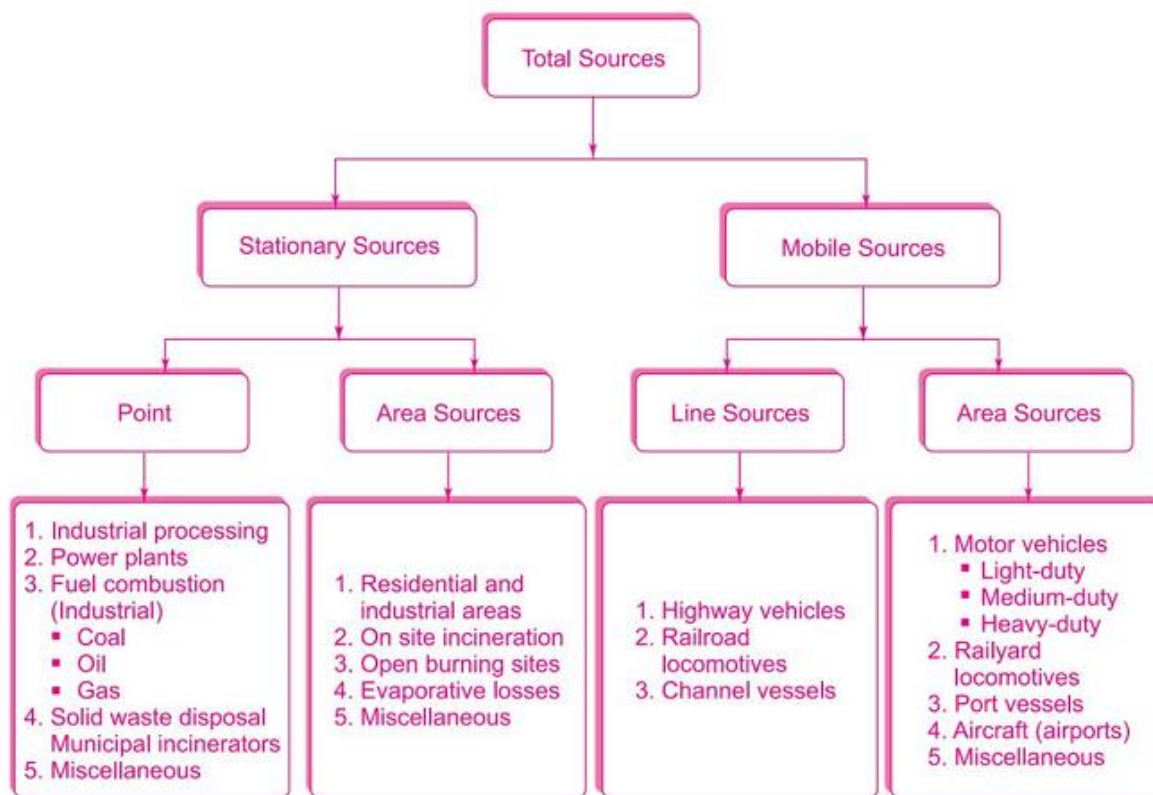 Total Sources
Stationary Sources
Mobile Sources
Point
Area Sources
Line Sources
Area Sources
1. Industrial processing
2. Power plants
3. Fuel combustion
(Industrial)
▪ Coal
▪ Oil
▪ Gas
4. Solid waste disposal
Municipal incinerators
5. Miscellaneous
1. Residential and
industrial areas
2. On site incineration
3. Open burning sites
4. Evaporative losses
5. Miscellaneous
1. Highway vehicles
2. Railroad
locomotives
3. Channel vessels
1. Motor vehicles
▪ Light-duty
▪ Medium-duty
▪ Heavy-duty
2. Railyard
locomotives
3. Port vessels
4. Aircraft (airports)
5. Miscellaneous